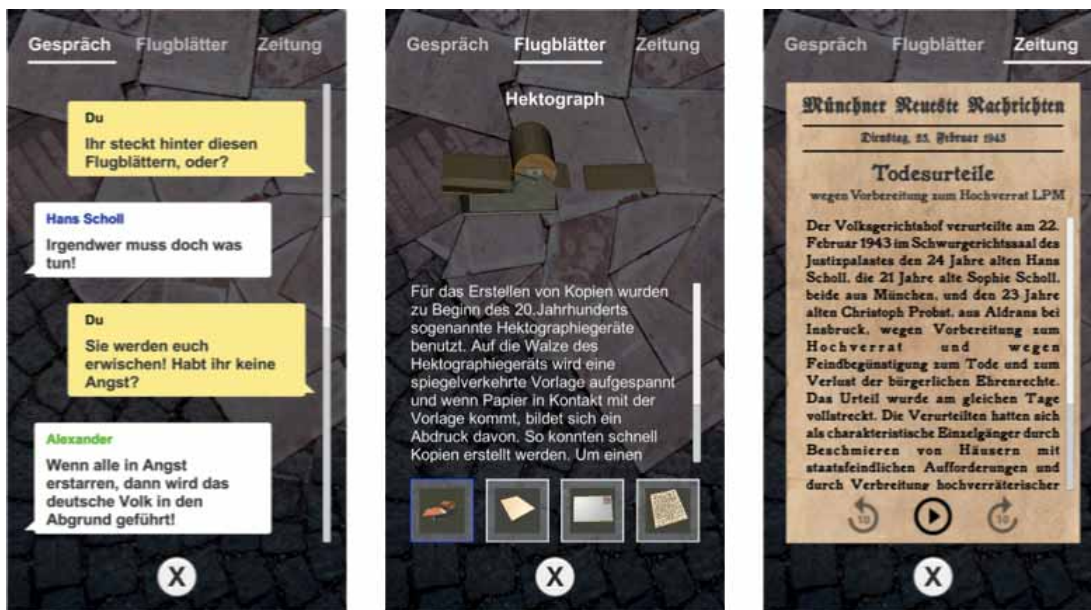 Gespräch Flugblätter Zeitung
Du
Ihr steckt hinter diesen
Flugblättern, oder?
Hans Scholl
Irgendwer muss doch was
tun!
Du
Sie werden euch
erwischen! Habt ihr keine
Angst?
Alexander
Wenn alle in Angst
erstarren, dann wird das
deutsche Volk in den
Abgrund geführt!
X
Gespräch Flugblätter Zeitung
Hektograph
Für das Erstellen von Kopien wurden
zu Beginn des 20.Jahrhunderts
sogenannte Hektographiegeräte
benutzt. Auf die Walze des
Hektographiegeräts wird eine
spiegelverkehrte Vorlage aufgespannt
und wenn Papier in Kontakt mit der
Vorlage kommt, bildet sich ein
Abdruck davon. So konnten schnell
Kopien erstellt werden. Um einen
X
Gespräch Flugblätter Zeitung
Münchner Neueste Nachrichten
Dienstag, 23. Februar 1943
Todesurteile
wegen Vorbereitung zum Hochverrat LPM
Der Volksgerichtshof verurteilte am 22.
Februar 1943 im Schwurgerichtssaal des
Justizpalastes den 24 Jahre alten Hans
Scholl, die 21 Jahre alte Sophie Scholl,
beide aus München, und den 23 Jahre
alten Christoph Probst, aus Aldrans bei
Innsbruck, wegen Vorbereitung zum
Hochverrat und wegen
Feindbegünstigung zum Tode und zum
Verlust der bürgerlichen Ehrenrechte.
Das Urteil wurde am gleichen Tage
vollstreckt. Die Verurteilten hatten sich
als charakteristische Einzelgänger durch
Beschmieren von Häusern mit
staatsfeindlichen Aufforderungen und
durch Verbreitung hochverräterischer
10 10
X